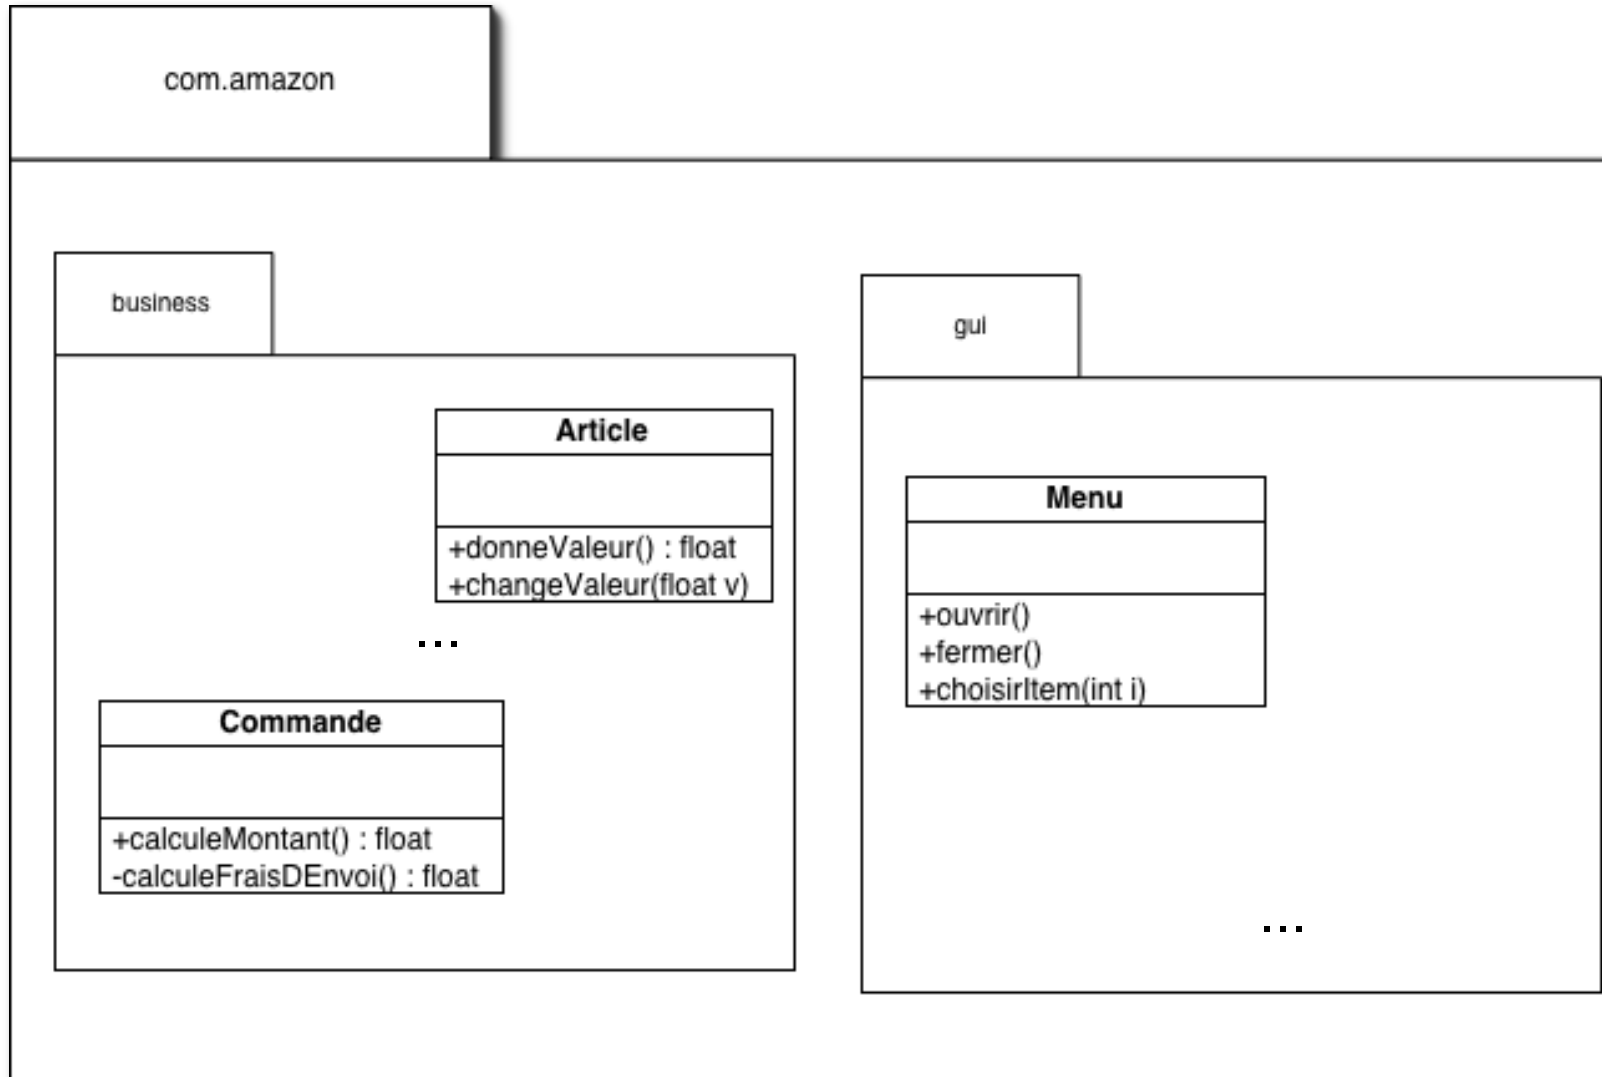 com.amazon
business
gui
Article
+donneValeur() : float
+changeValeur(float v)
...
Commande
+calculeMontant() : float
-calculeFraisDEnvoi() : float
Menu
+ouvrir()
+fermer()
+choisirItem(int i)
...